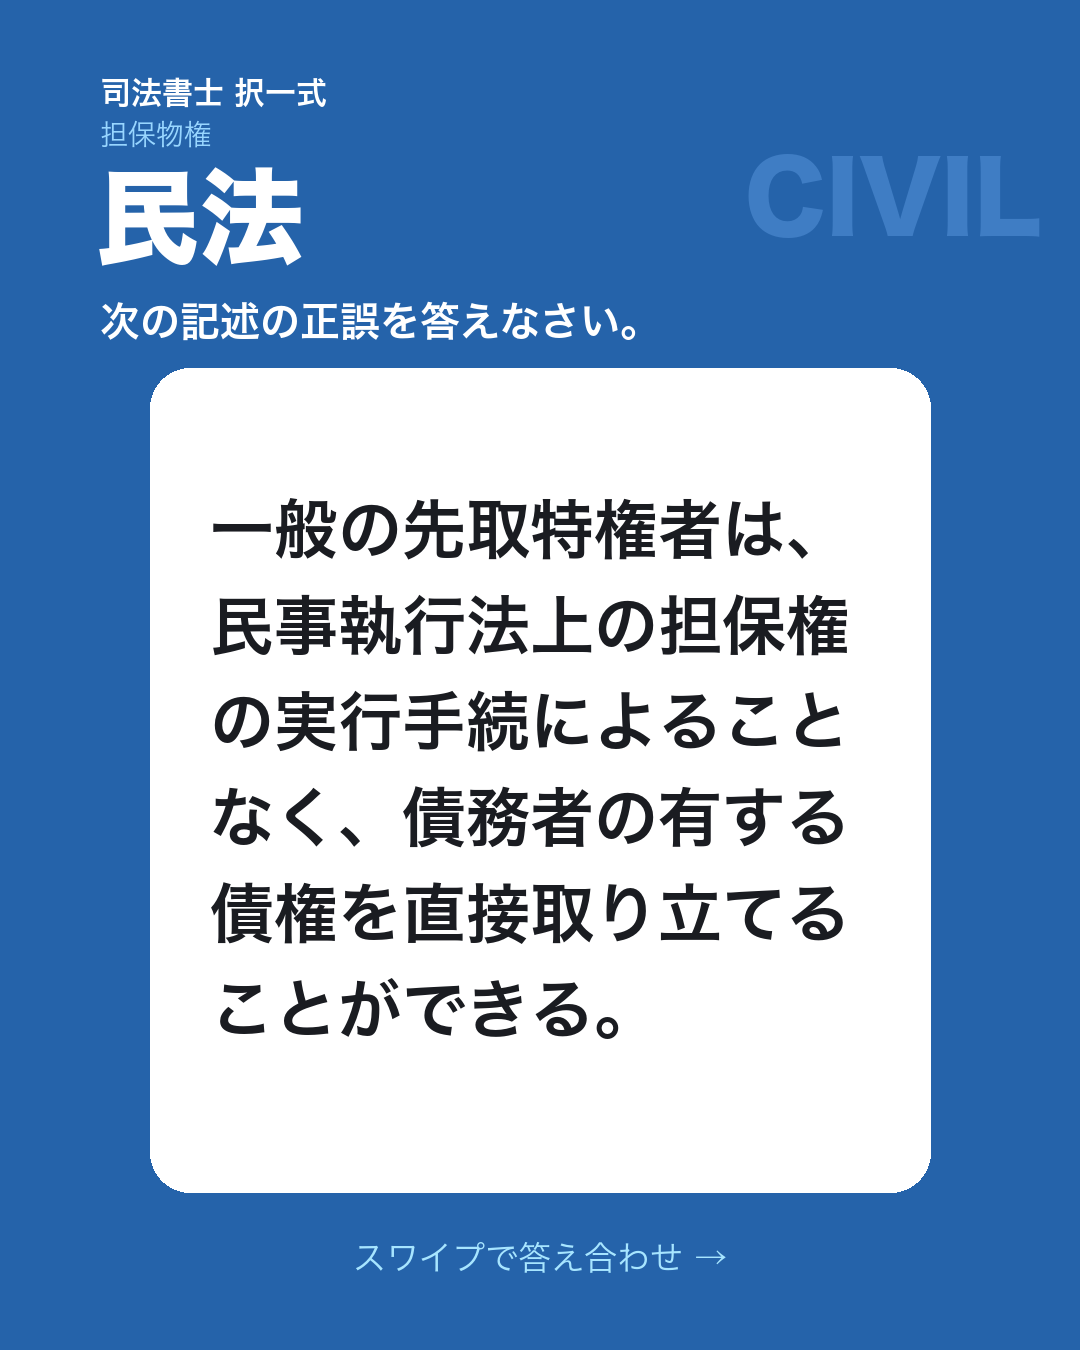 司法書士 択一式
担保物権
民法
CIVIL
次の記述の正誤を答えなさい。
一般の先取特権者は、
民事執行法上の担保権
の実行手続によること
なく、債務者の有する
債権を直接取り立てる
ことができる。
スワイプで答え合わせ →